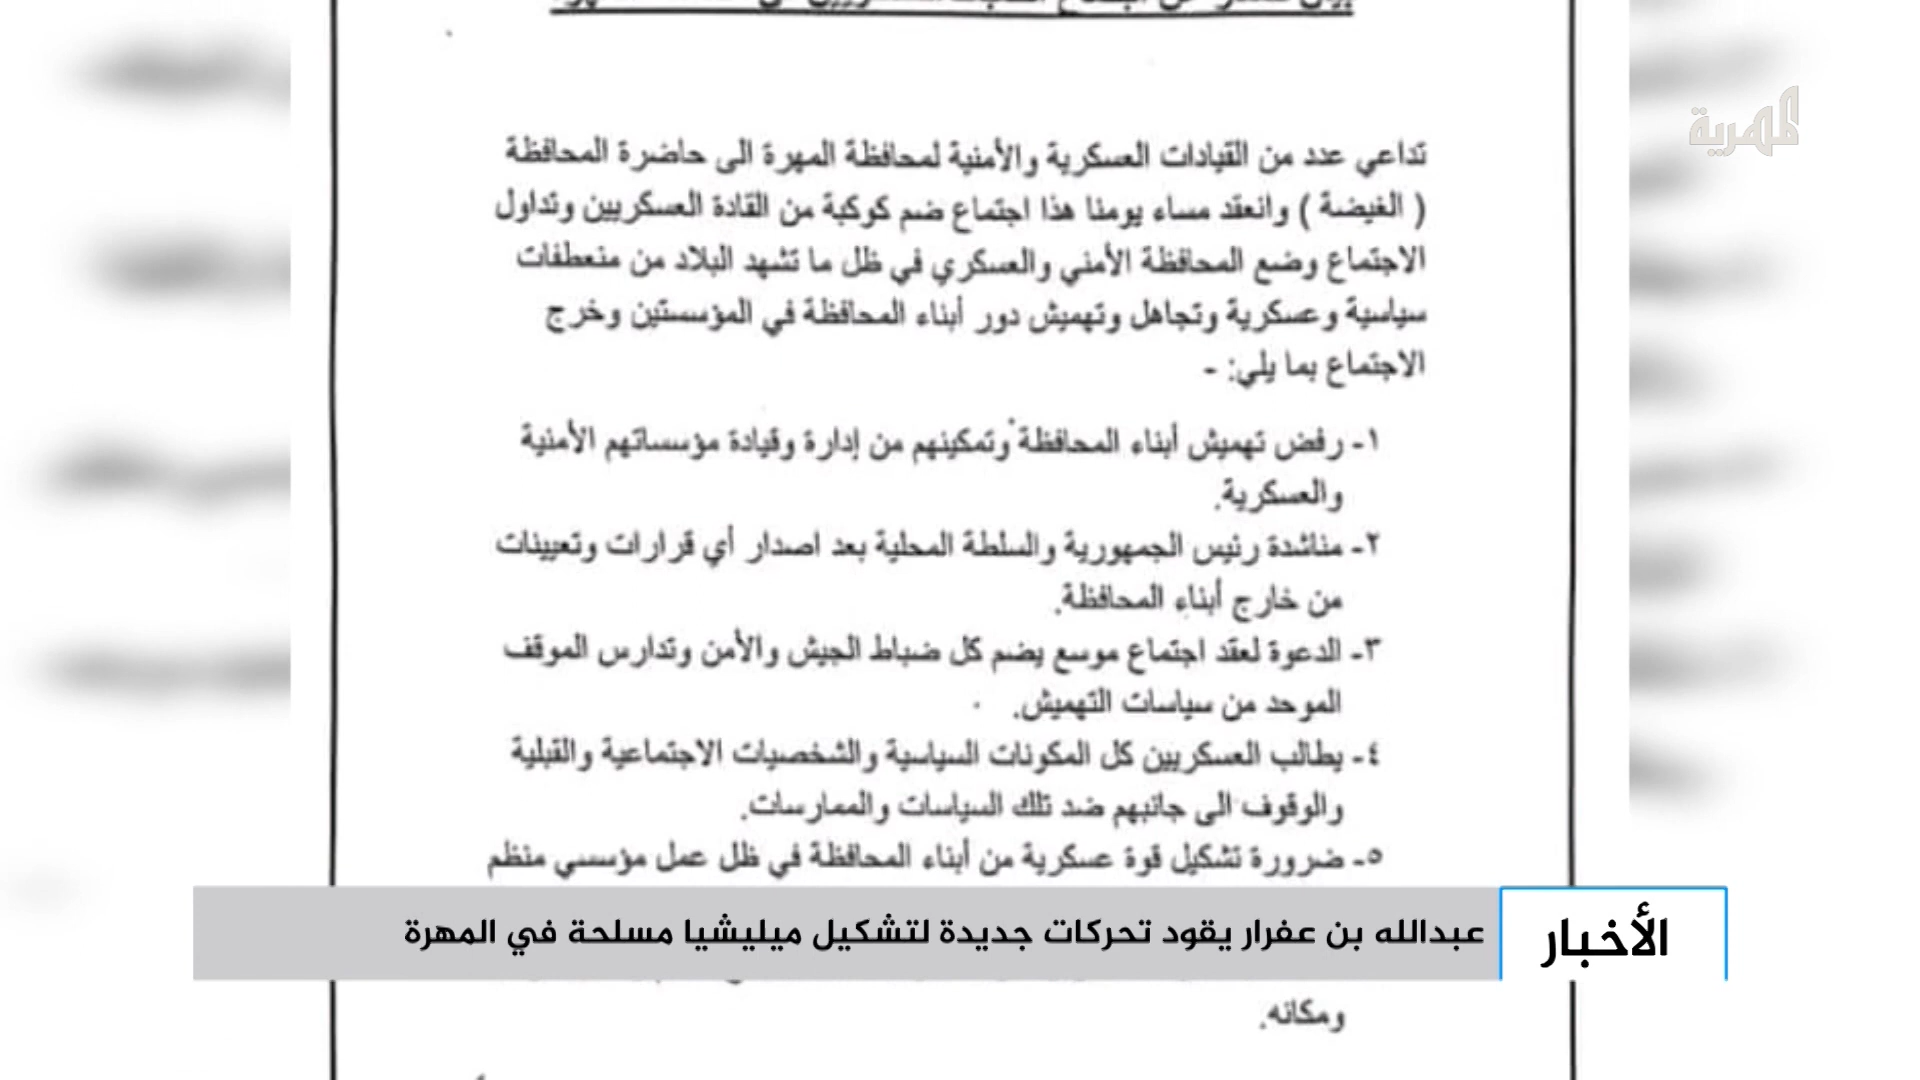 المهرية
تداعي عدد من القيادات العسكرية والأمنية لمحافظة المهرة الى حاضرة المحافظة
( الغيضة ) وانعقد مساء يومنا هذا اجتماع ضم كوكبة من القادة العسكريين وتداول
الاجتماع وضع المحافظة الأمني والعسكري في ظل ما تشهد البلاد من منعطفات
سياسية وعسكرية وتجاهل وتهميش دور أبناء المحافظة في المؤسستين وخرج
الاجتماع بما يلي: -
١- رفض تهميش أبناء المحافظة وتمكينهم من إدارة وقيادة مؤسساتهم الأمنية
والعسكرية.
٢- مناشدة رئيس الجمهورية والسلطة المحلية بعد اصدار أي قرارات وتعيينات
من خارج أبناء المحافظة.
٣- الدعوة لعقد اجتماع موسع يضم كل ضباط الجيش والأمن وتدارس الموقف
الموحد من سياسات التهميش.
٤- يطالب العسكريين كل المكونات السياسية والشخصيات الاجتماعية والقبلية
والوقوف الى جانبهم ضد تلك السياسات والممارسات.
٥- ضرورة تشكيل قوة عسكرية من أبناء المحافظة في ظل عمل مؤسسي منظم
الأخبار
عبدالله بن عفرار يقود تحركات جديدة لتشكيل ميليشيا مسلحة في المهرة
ومكانه.